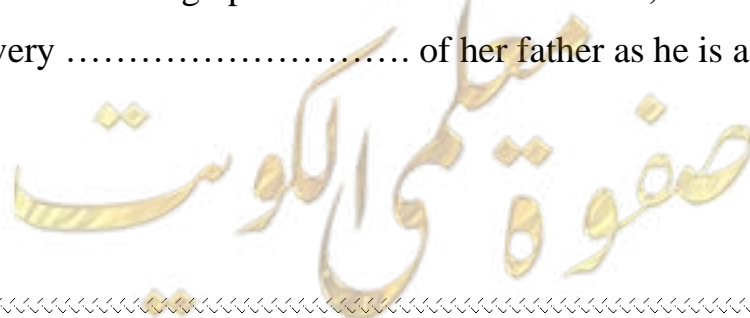 very ………………………. of her father as he is a
صفوة معلمي الكويت